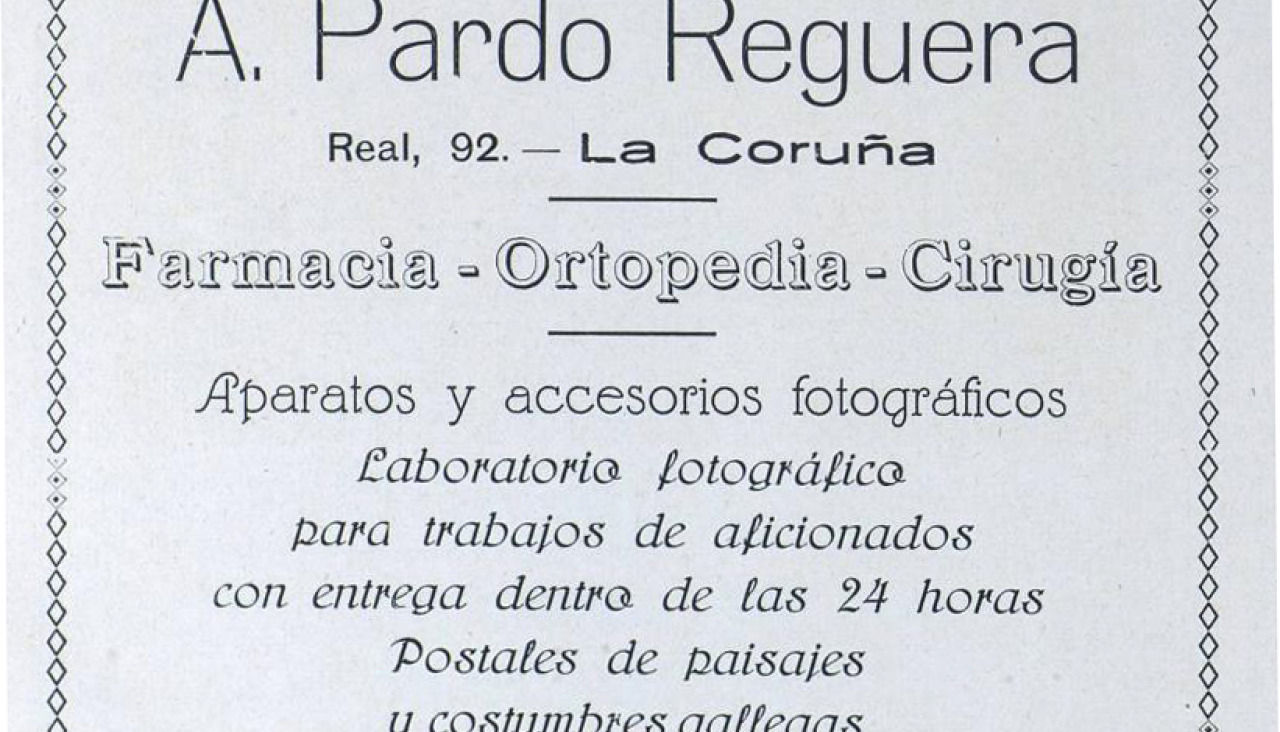 A. Pardo Reguera
Real, 92. — La Coruña
Farmacia - Ortopedia - Cirugía
Aparatos y accesorios fotográficos
Laboratorio fotográfico
para trabajos de aficionados
con entrega dentro de las 24 horas
Postales de paisajes
y costumbres gallegas